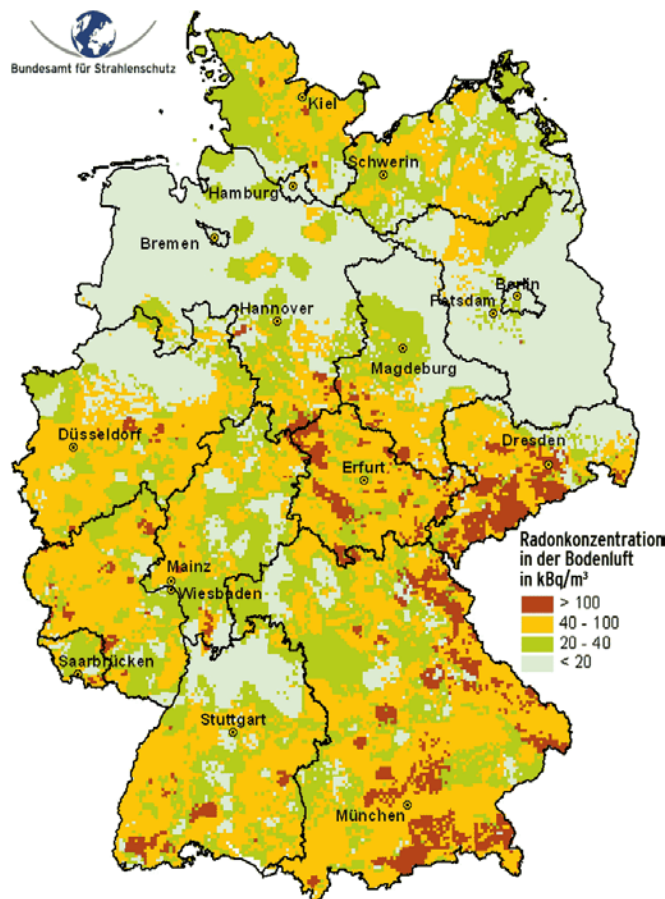 Bundesamt für Strahlenschutz
Kiel
Schwerin
Hamburg
Bremen
Berlin
Potsdam
Hannover
Magdeburg
Düsseldorf
Dresden
Erfurt
Radonkonzentration
in der Bodenluft
in kBq/m³
> 100
40 - 100
20 - 40
< 20
Mainz
Wiesbaden
Saarbrücken
Stuttgart
München